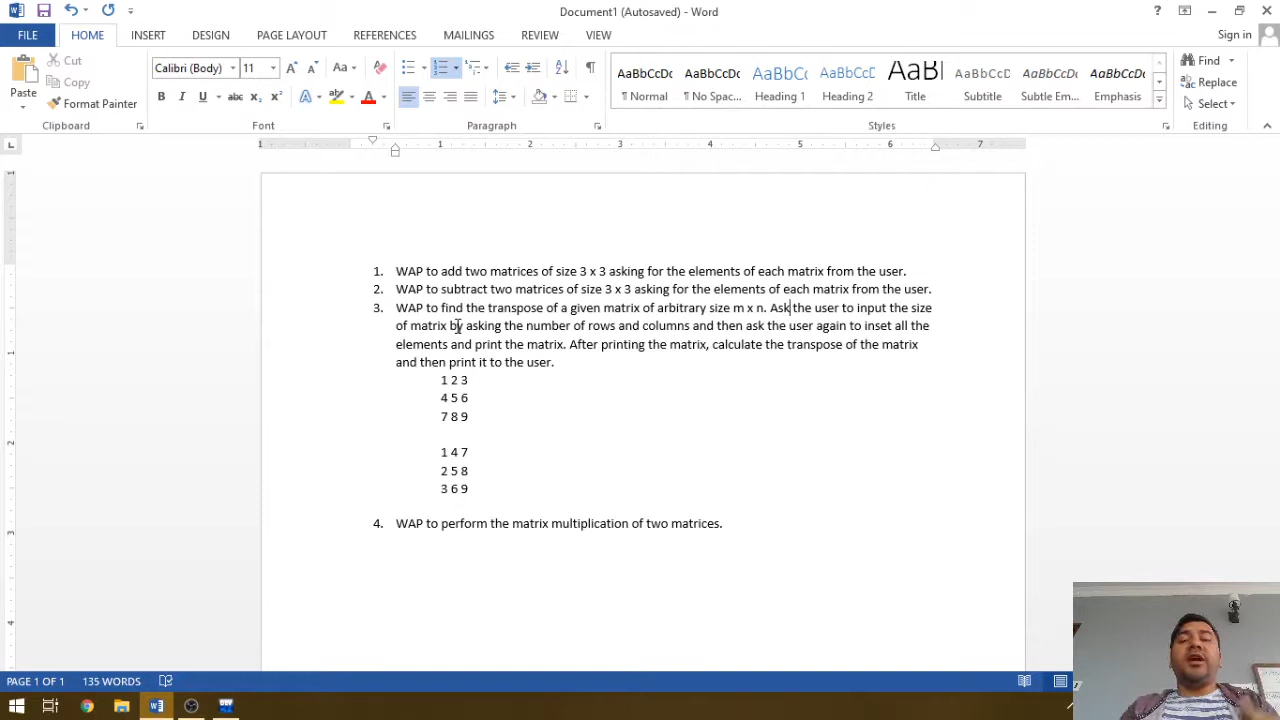 Document1 (Autosaved) - Word
FILE HOME INSERT DESIGN PAGE LAYOUT REFERENCES MAILINGS REVIEW VIEW Sign in
Paste Cut Copy Format Painter Clipboard
Calibri (Body) 11 Font
Paragraph
AaBbCcDc ¶ Normal AaBbCcDc ¶ No Spac... AaBbCc Heading 1 AaBbCcC Heading 2 AaBl Title AaBbCcD Subtitle AaBbCcDc Subtle Em... AaBbCcDc Emphasis Styles
Find Replace Select Editing
1 1 2 3 4 5 6 7
1. WAP to add two matrices of size 3 x 3 asking for the elements of each matrix from the user.
2. WAP to subtract two matrices of size 3 x 3 asking for the elements of each matrix from the user.
3. WAP to find the transpose of a given matrix of arbitrary size m x n. Ask the user to input the size
of matrix by asking the number of rows and columns and then ask the user again to inset all the
elements and print the matrix. After printing the matrix, calculate the transpose of the matrix
and then print it to the user.
1 2 3
4 5 6
7 8 9
1 4 7
2 5 8
3 6 9
4. WAP to perform the matrix multiplication of two matrices.
PAGE 1 OF 1 135 WORDS